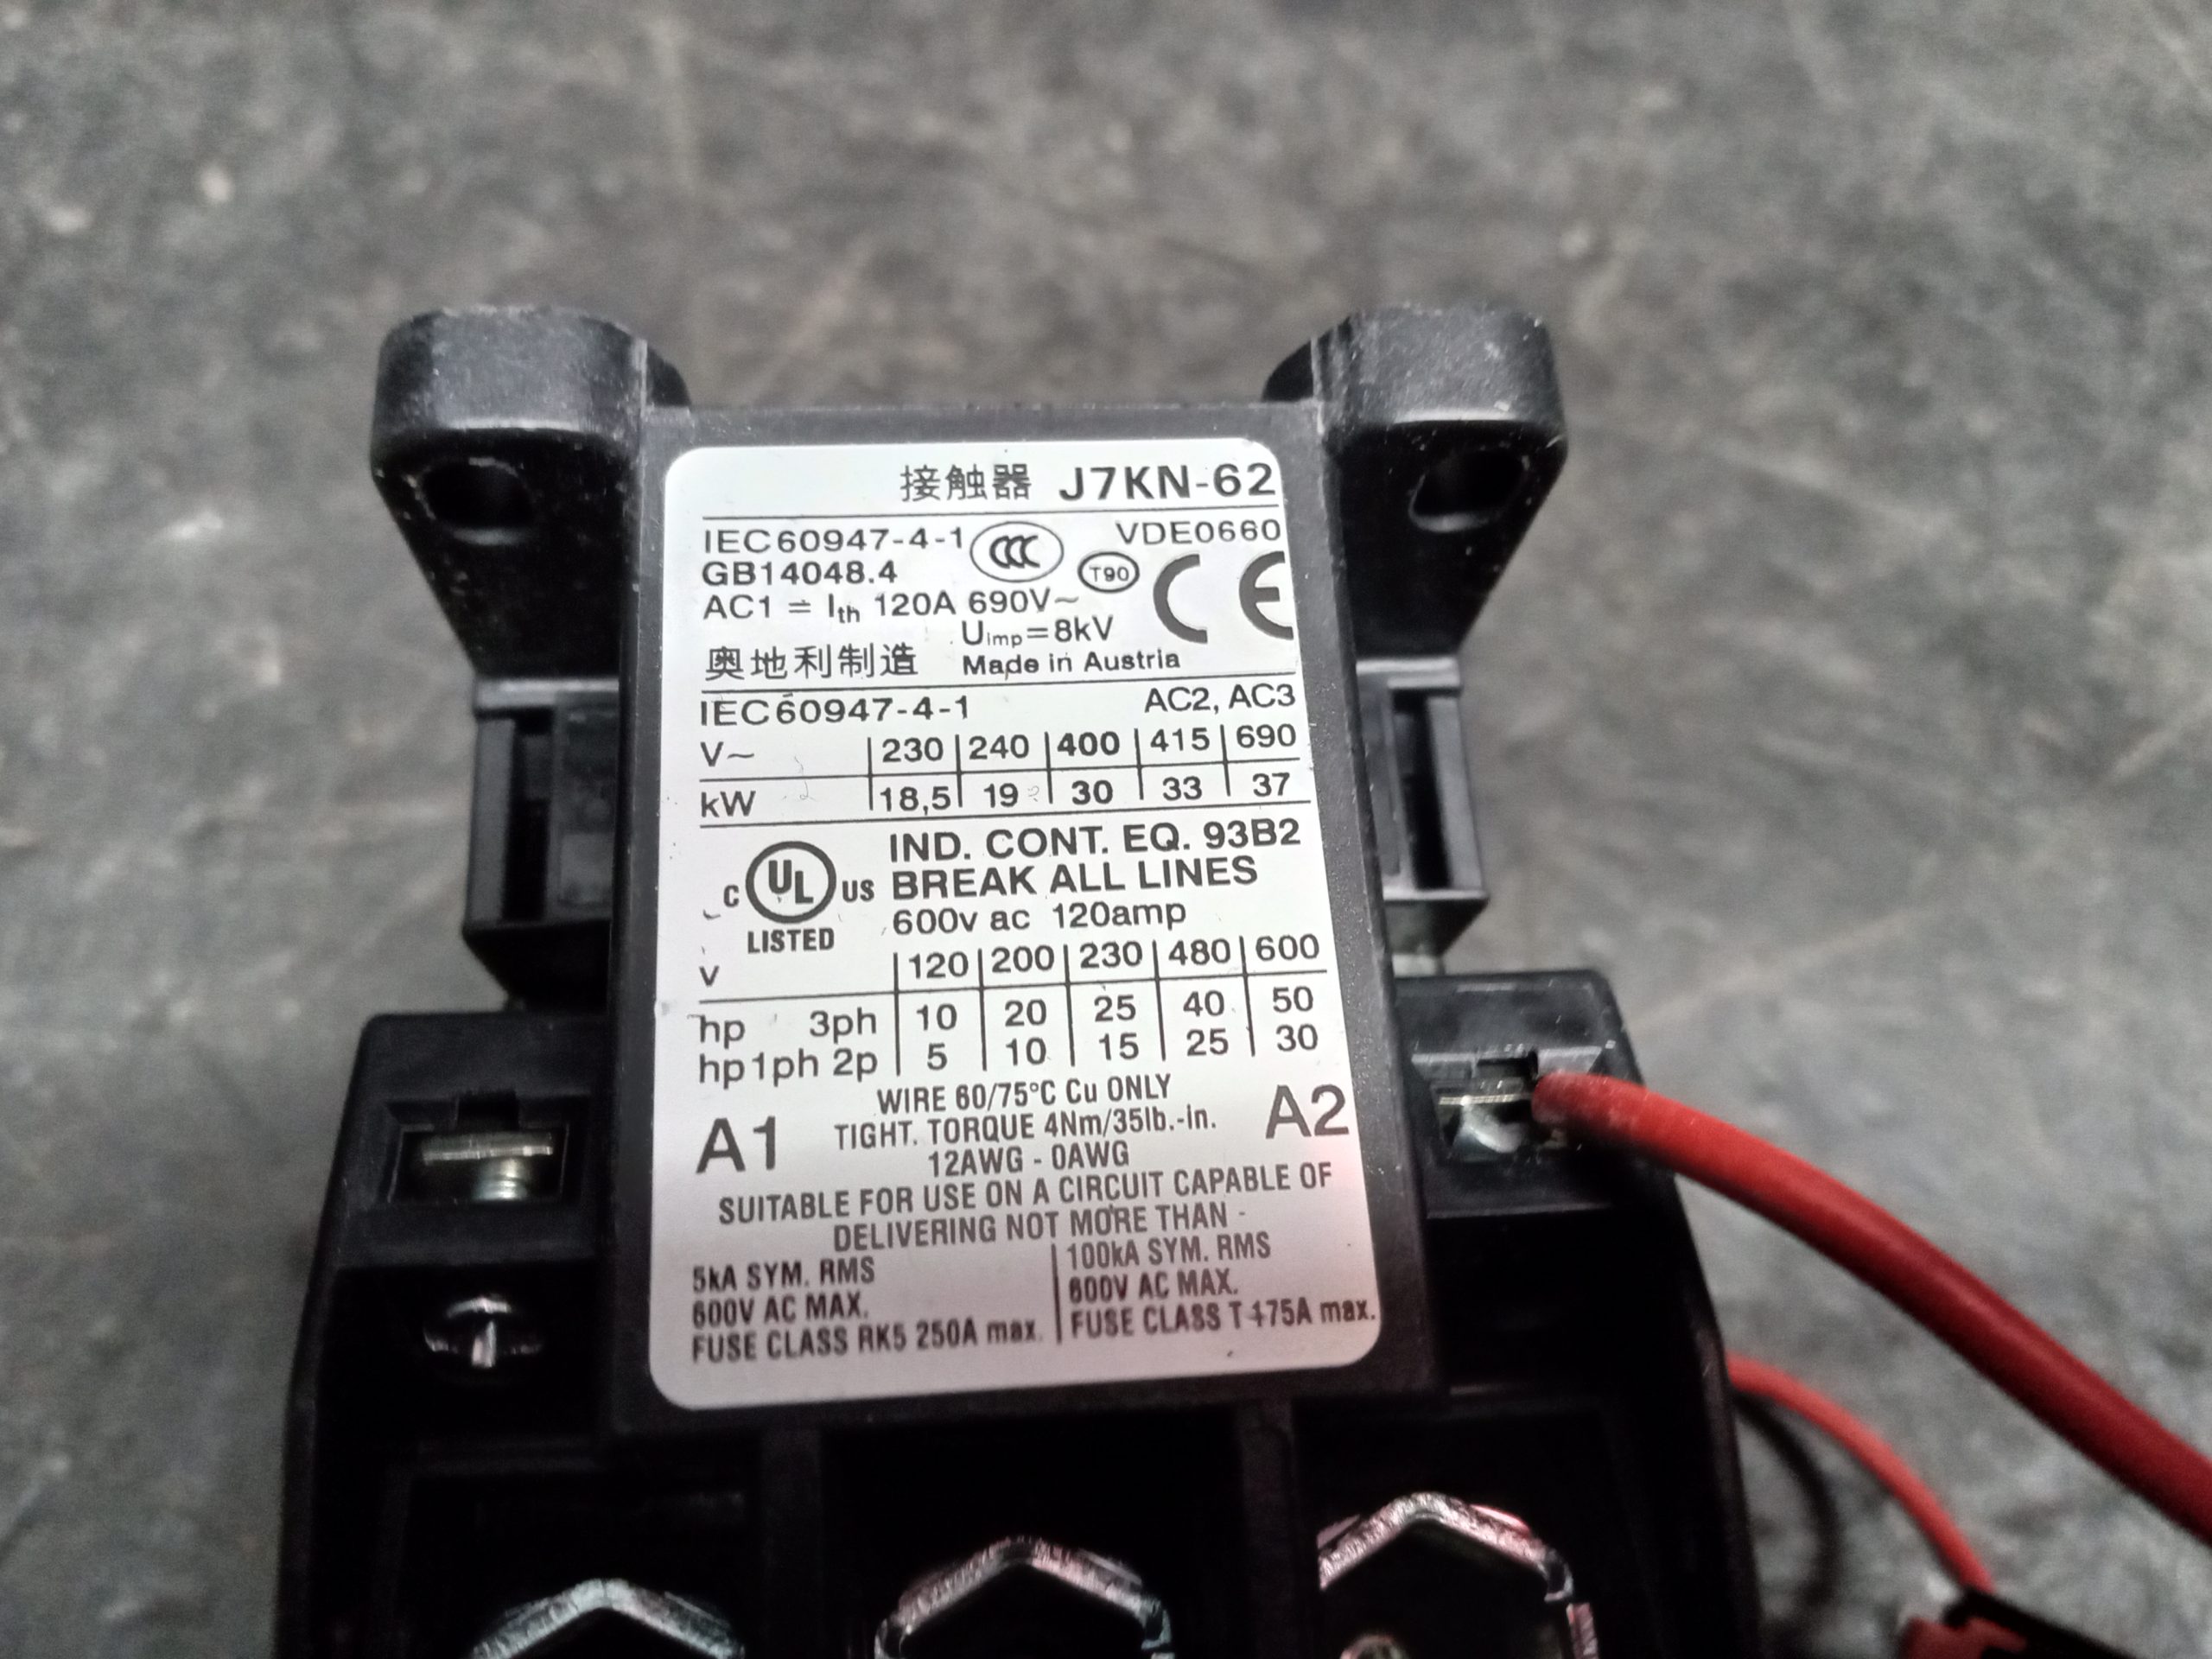 接触器 J7KN-62
IEC60947-4-1 CCC VDE0660
GB14048.4 T90 CE
AC1 = Ith 120A 690V~
Uimp=8kV
奥地利制造 Made in Austria
IEC60947-4-1 AC2, AC3
V~ 230 240 400 415 690
kW 18,5 19 30 33 37
IND. CONT. EQ. 93B2
C UL US BREAK ALL LINES
LISTED 600v ac 120amp
v 120 200 230 480 600
hp 3ph 10 20 25 40 50
hp1ph 2p 5 10 15 25 30
WIRE 60/75°C Cu ONLY
A1 TIGHT. TORQUE 4Nm/35lb.-in. A2
12AWG - 0AWG
SUITABLE FOR USE ON A CIRCUIT CAPABLE OF
DELIVERING NOT MORE THAN -
5kA SYM. RMS 100kA SYM. RMS
600V AC MAX. 600V AC MAX.
FUSE CLASS RK5 250A max. FUSE CLASS T 175A max.